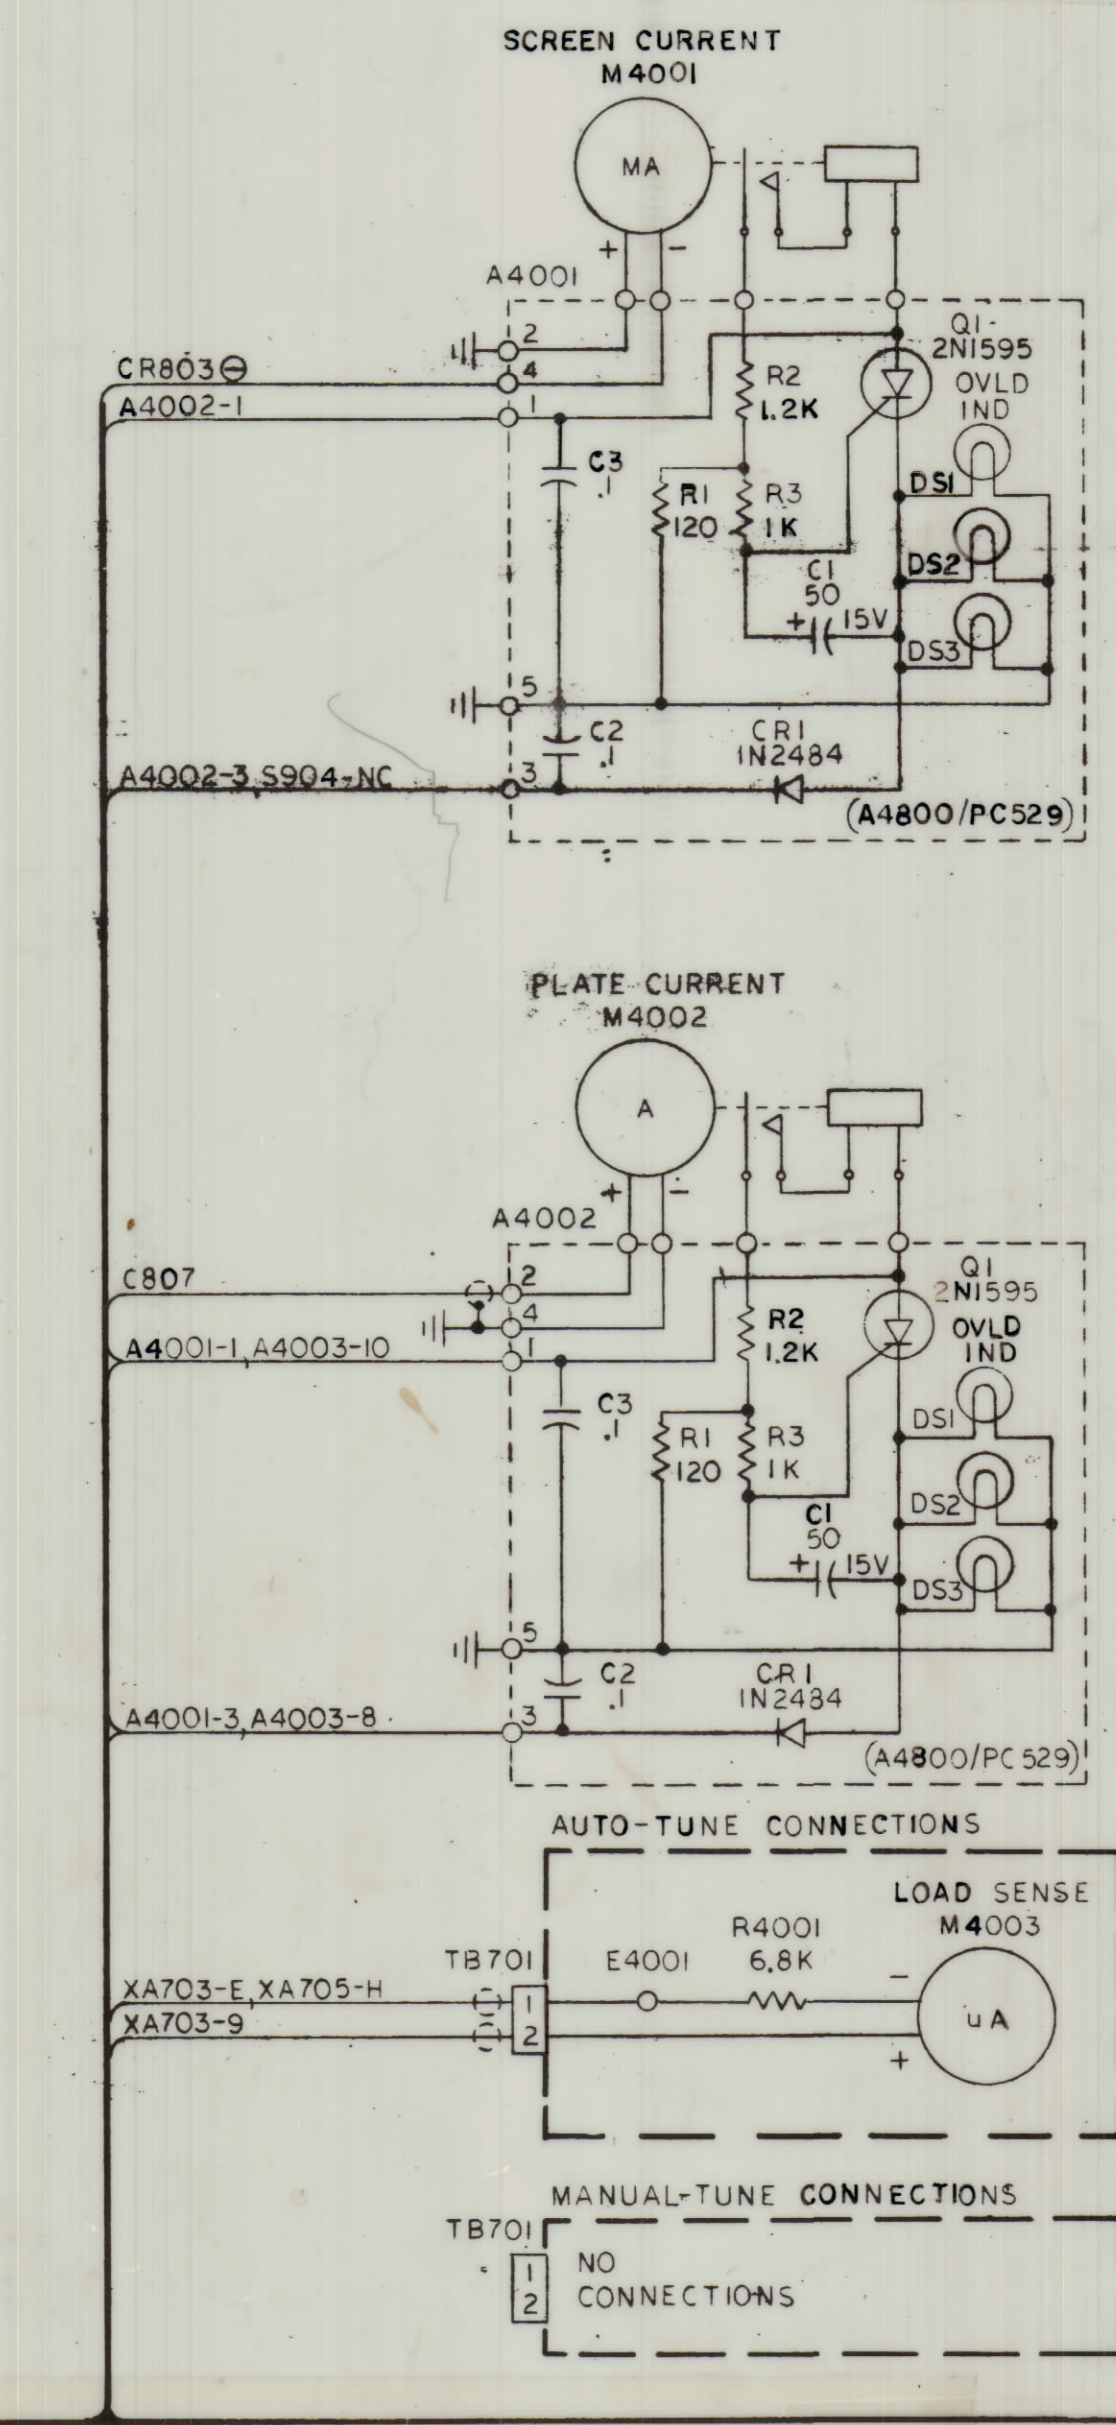 SCREEN CURRENT
M4001
MA
+ -
A4001
2
CR803⊖
4
A4002-1
1
Q1
2N1595
OVLD
IND
R2
1.2K
C3
.1
R1
120
R3
1K
DS1
DS2
C1
50
+
15V
DS3
5
C2
.1
CR1
1N2484
A4002-3, S904-NC
3
(A4800/PC529)
PLATE CURRENT
M4002
A
+ -
A4002
C807
2
4
A4001-1, A4003-10
1
Q1
2N1595
OVLD
IND
R2
1.2K
C3
.1
R1
120
R3
1K
DS1
DS2
C1
50
+
15V
DS3
5
C2
.1
CR1
1N2484
A4001-3, A4003-8
3
(A4800/PC529)
AUTO-TUNE CONNECTIONS
LOAD SENSE
M4003
R4001
6.8K
TB701
E4001
XA703-E, XA705-H
1
-
XA703-9
2
uA
+
MANUAL-TUNE CONNECTIONS
TB701
1
2
NO
CONNECTIONS